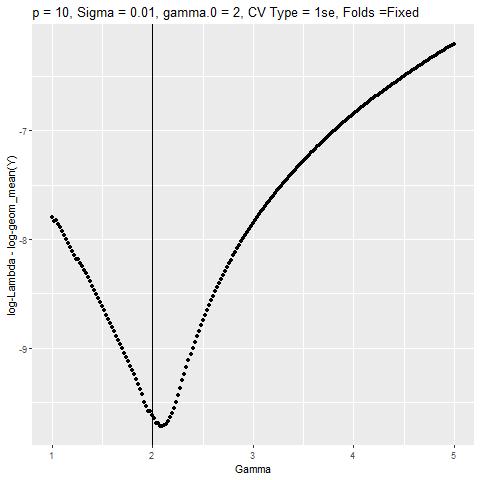 p = 10, Sigma = 0.01, gamma.0 = 2, CV Type = 1se, Folds =Fixed
log-Lambda - log-geom_mean(Y)
-7
-8
-9
1 2 3 4 5
Gamma